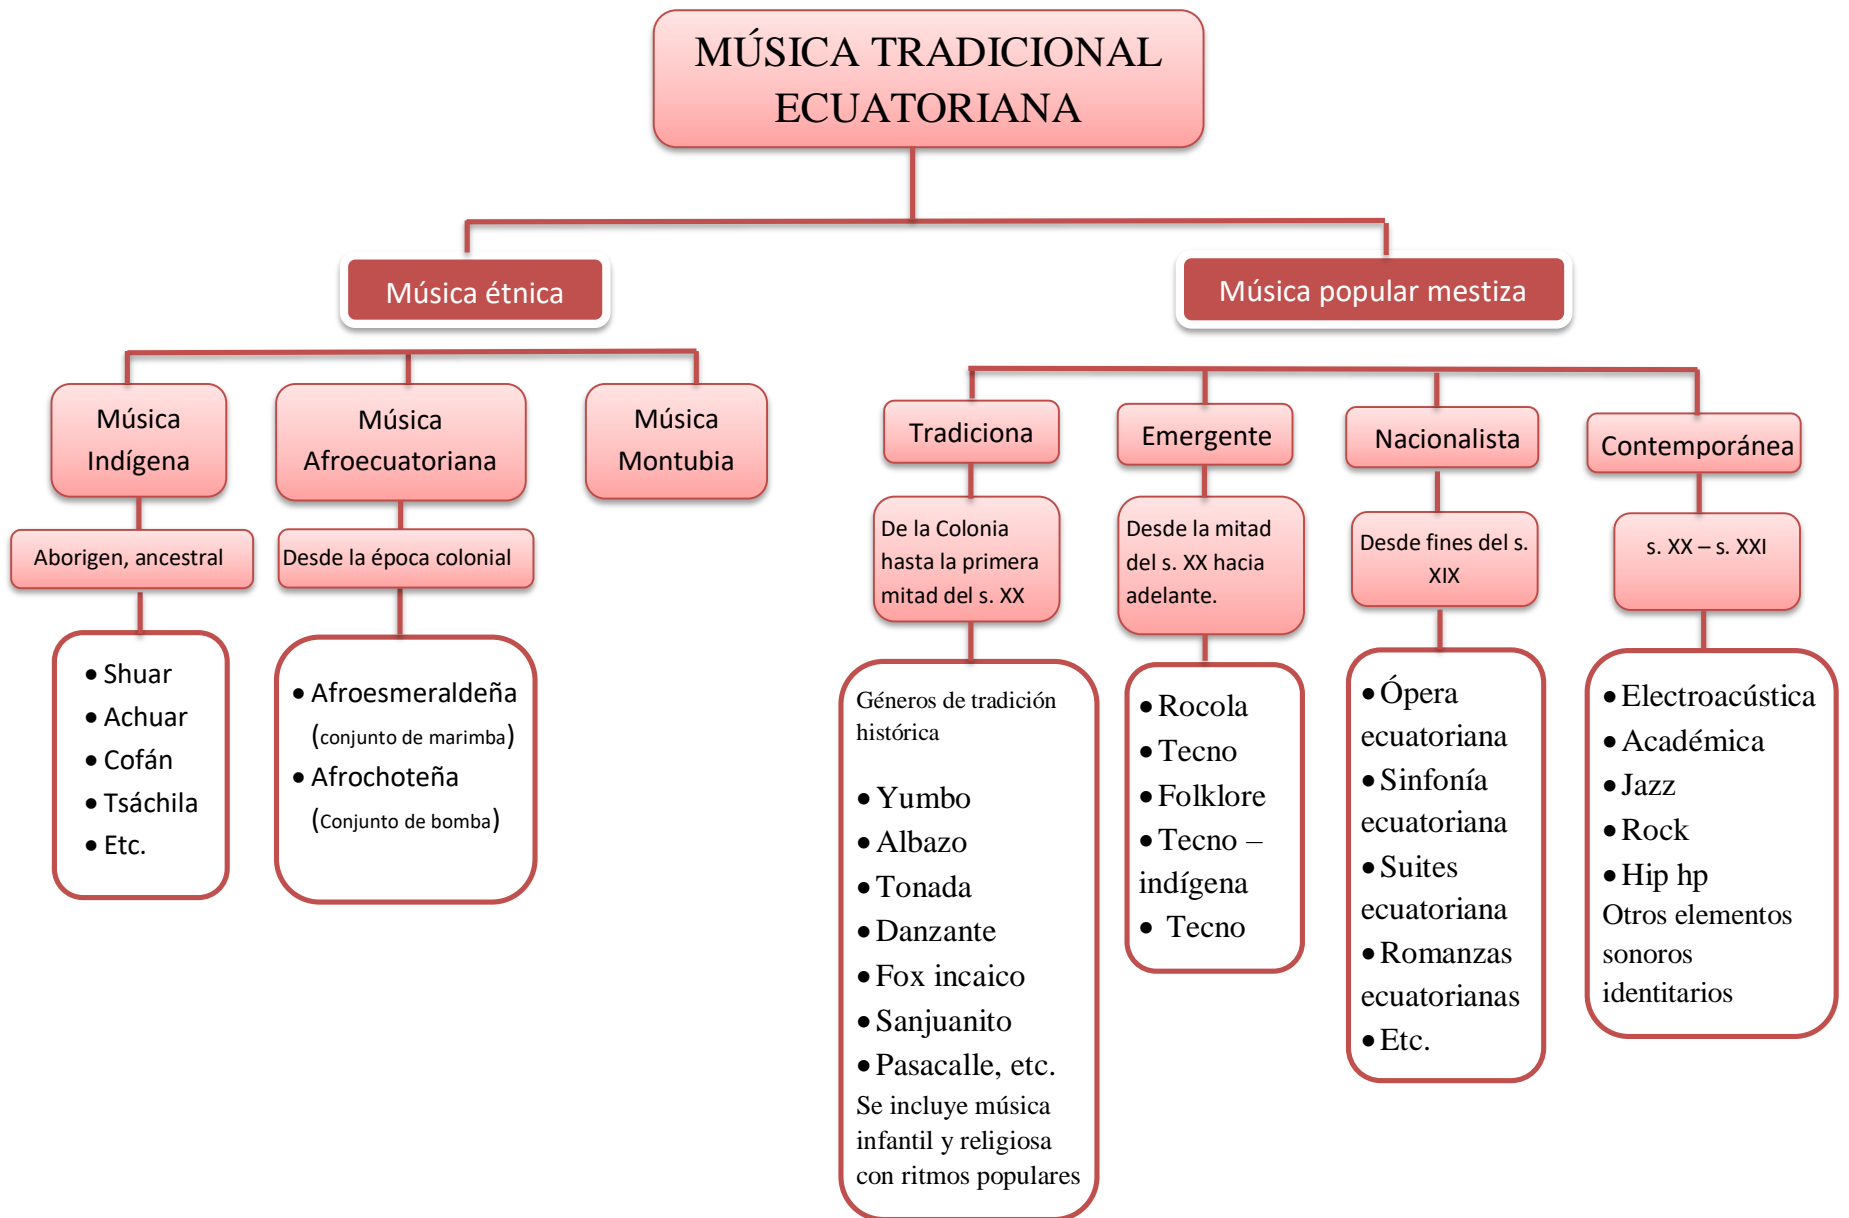 MÚSICA TRADICIONAL
ECUATORIANA
Música étnica
Música popular mestiza
Música
Indígena
Música
Afroecuatoriana
Música
Montubia
Aborigen, ancestral
Desde la época colonial
• Shuar
• Achuar
• Cofán
• Tsáchila
• Etc.
• Afroesmeraldeña
(conjunto de marimba)
• Afrochoteña
(Conjunto de bomba)
Tradiciona
Emergente
Nacionalista
Contemporánea
De la Colonia
hasta la primera
mitad del s. XX
Desde la mitad
del s. XX hacia
adelante.
Desde fines del s.
XIX
s. XX – s. XXI
Géneros de tradición
histórica
• Yumbo
• Albazo
• Tonada
• Danzante
• Fox incaico
• Sanjuanito
• Pasacalle, etc.
Se incluye música
infantil y religiosa
con ritmos populares
• Rocola
• Tecno
• Folklore
• Tecno –
indígena
• Tecno
• Ópera
ecuatoriana
• Sinfonía
ecuatoriana
• Suites
ecuatoriana
• Romanzas
ecuatorianas
• Etc.
• Electroacústica
• Académica
• Jazz
• Rock
• Hip hp
Otros elementos
sonoros
identitarios